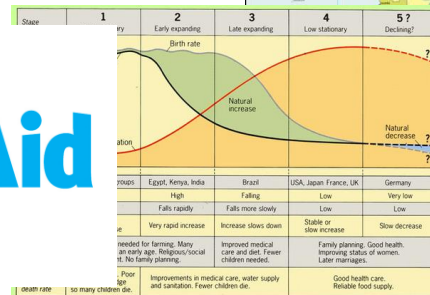 Stage 1 2 3 4 5 ?
ry Early expanding Late expanding Low stationary Declining?
Birth rate
Natural increase
ation
Natural decrease
?
?
?
Aid
roups Egypt, Kenya, India Brazil USA, Japan France, UK Germany
High Falling Low Very low
Falls rapidly Falls more slowly Low Low
se Very rapid increase Increase slows down Stable or slow increase Slow decrease
needed for farming. Many
an early age. Religious/social
nt. No family planning.
Improved medical
care and diet. Fewer
children needed.
Family planning. Good health.
Improving status of women.
Later marriages.
. Poor
dge
death rate so many children die.
Improvements in medical care, water supply
and sanitation. Fewer children die.
Good health care.
Reliable food supply.